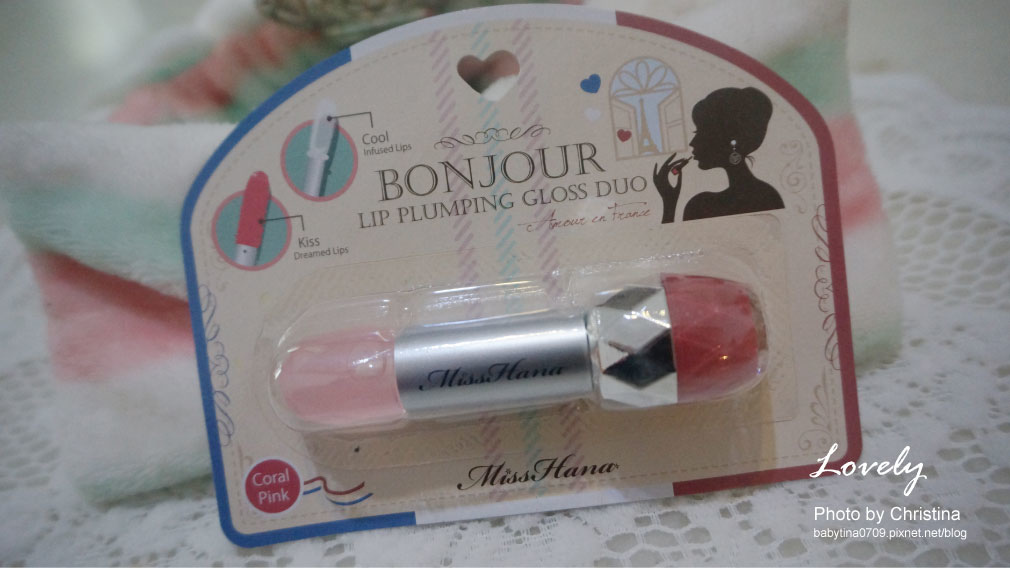 Cool
Infused Lips
Kiss
Dreamed Lips
BONJOUR
LIP PLUMPING GLOSS DUO
Amour en France
MissHana
Coral
Pink
MissHana
Lovely
Photo by Christina
babytina0709.pixnet.net/blog